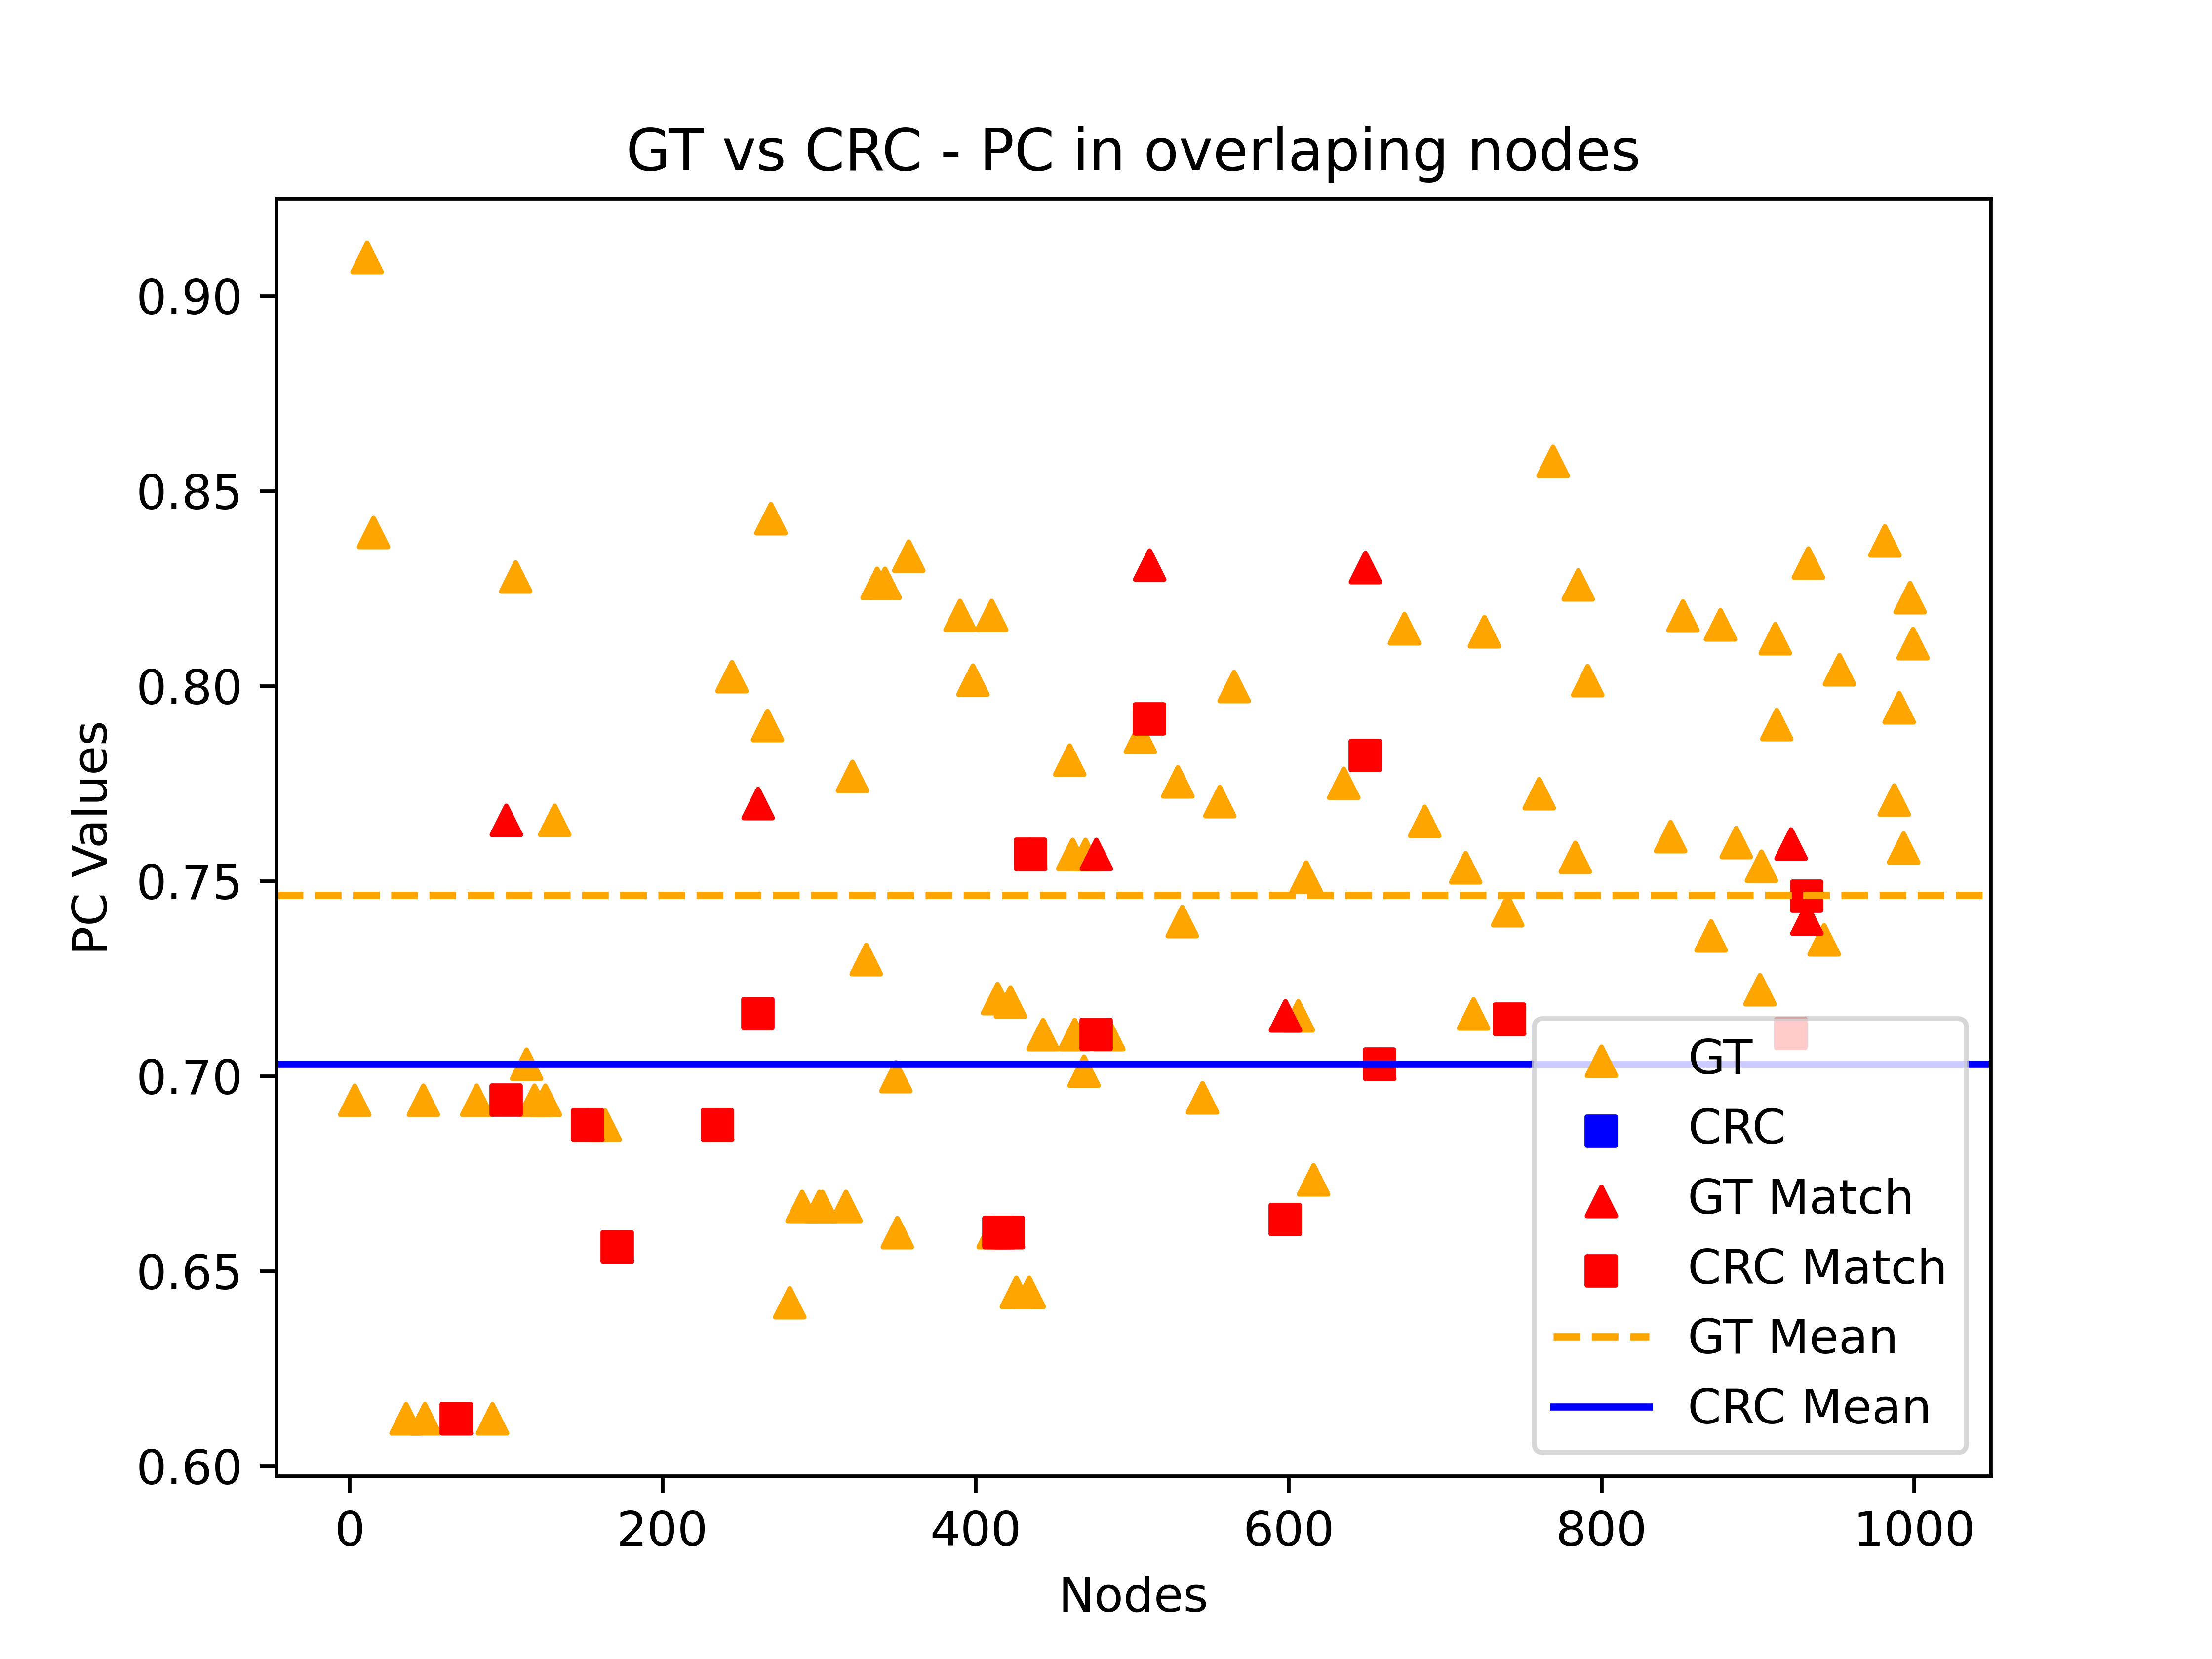 GT vs CRC - PC in overlaping nodes
0.90
0.85
0.80
0.75
0.70
0.65
0.60
PC Values
0 200 400 600 800 1000
Nodes
GT
CRC
GT Match
CRC Match
GT Mean
CRC Mean